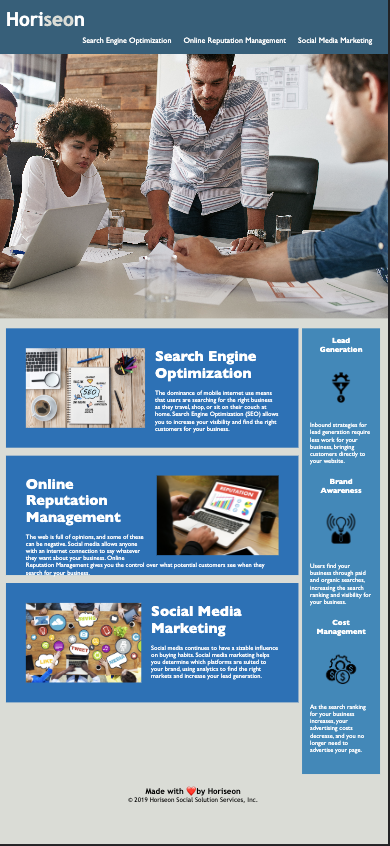 Horiseon
Search Engine Optimization Online Reputation Management Social Media Marketing
SEO
Search Engine
Optimization
The dominance of mobile internet use means
that users are searching for the right business
as they travel, shop, or sit on their couch at
home. Search Engine Optimization (SEO) allows
you to increase your visibility and find the right
customers for your business.
Online
Reputation
Management
The web is full of opinions, and some of these
can be negative. Social media allows anyone
with an internet connection to say whatever
they want about your business. Online
Reputation Management gives you the control over what potential customers see when they
search for your business.
REPUTATION
Social Media
Marketing
Social media continues to have a sizable influence
on buying habits. Social media marketing helps
you determine which platforms are suited to
your brand, using analytics to find the right
markets and increase your lead generation.
TWEET
Lead
Generation
Inbound strategies for
lead generation require
less work for your
business, bringing
customers directly to
your website.
Brand
Awareness
Users find your
business through paid
and organic searches,
increasing the search
ranking and visibility for
your business.
Cost
Management
As the search ranking
for your business
increases, your
advertising costs
decrease, and you no
longer need to
advertise your page.
Made with ❤️by Horiseon
© 2019 Horiseon Social Solution Services, Inc.